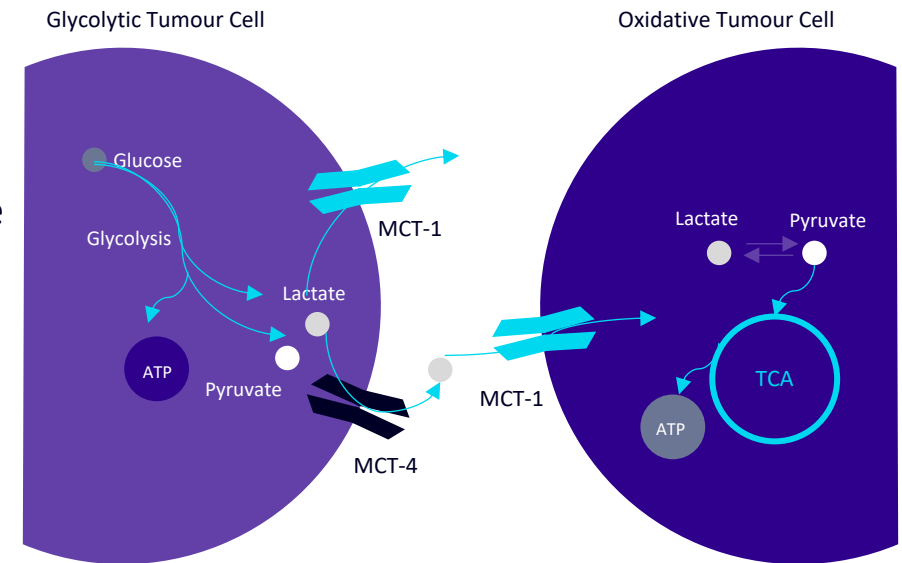 Glycolytic Tumour Cell
Oxidative Tumour Cell
Glucose
e
MCT-1
Glycolysis
Lactate
Pyruvate
Lactate
ATP
Pyruvate
MCT-1
TCA
ATP
MCT-4